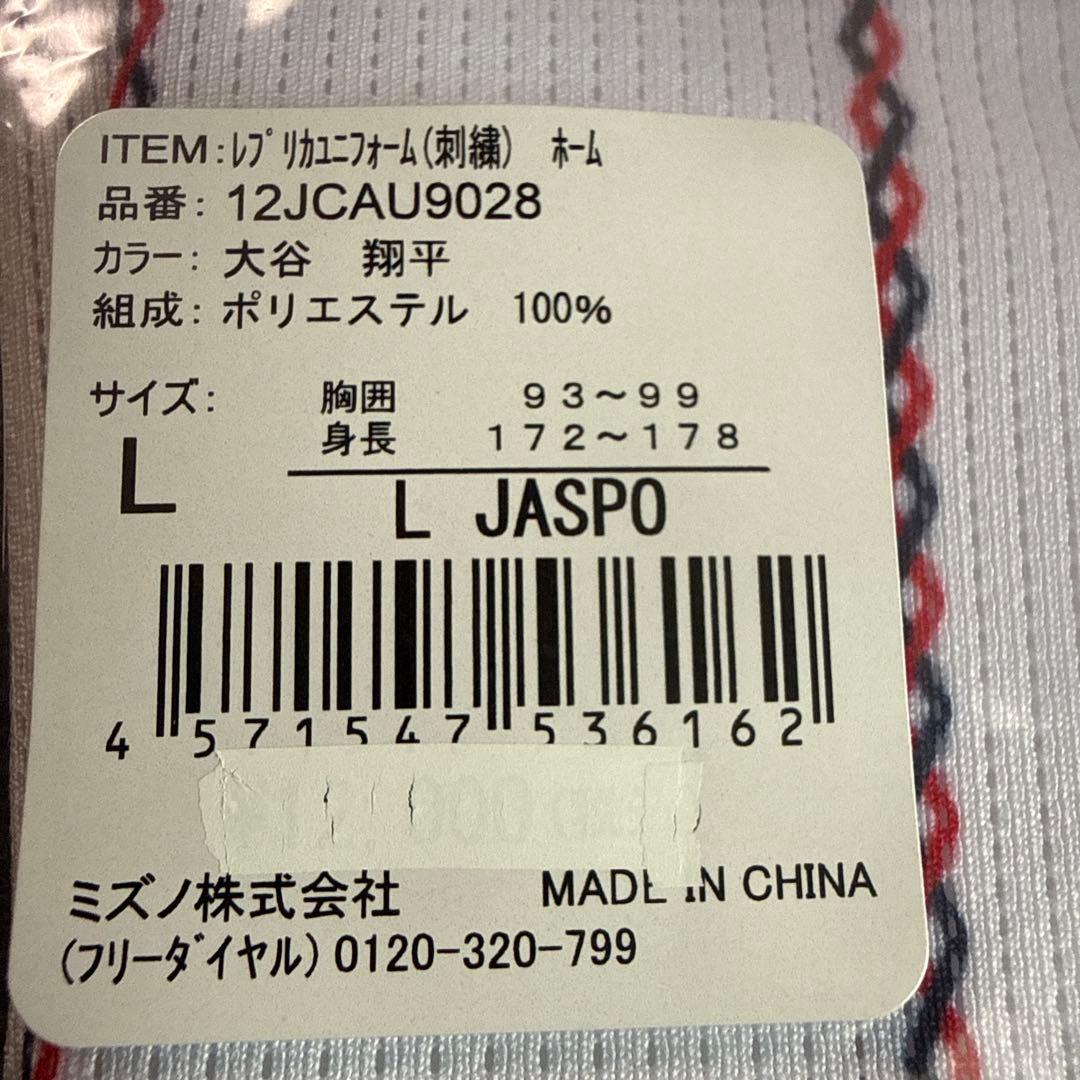 ITEM:ﾚﾌﾟﾘｶﾕﾆﾌｫｰﾑ(刺繍) ﾎｰﾑ
品番: 12JCAU9028
カラー: 大谷 翔平
組成: ポリエステル 100%
サイズ: 胸囲 93～99
身長 172～178
L
L JASPO
4 571547 536162
ミズノ株式会社 MADE IN CHINA
(フリーダイヤル) 0120-320-799